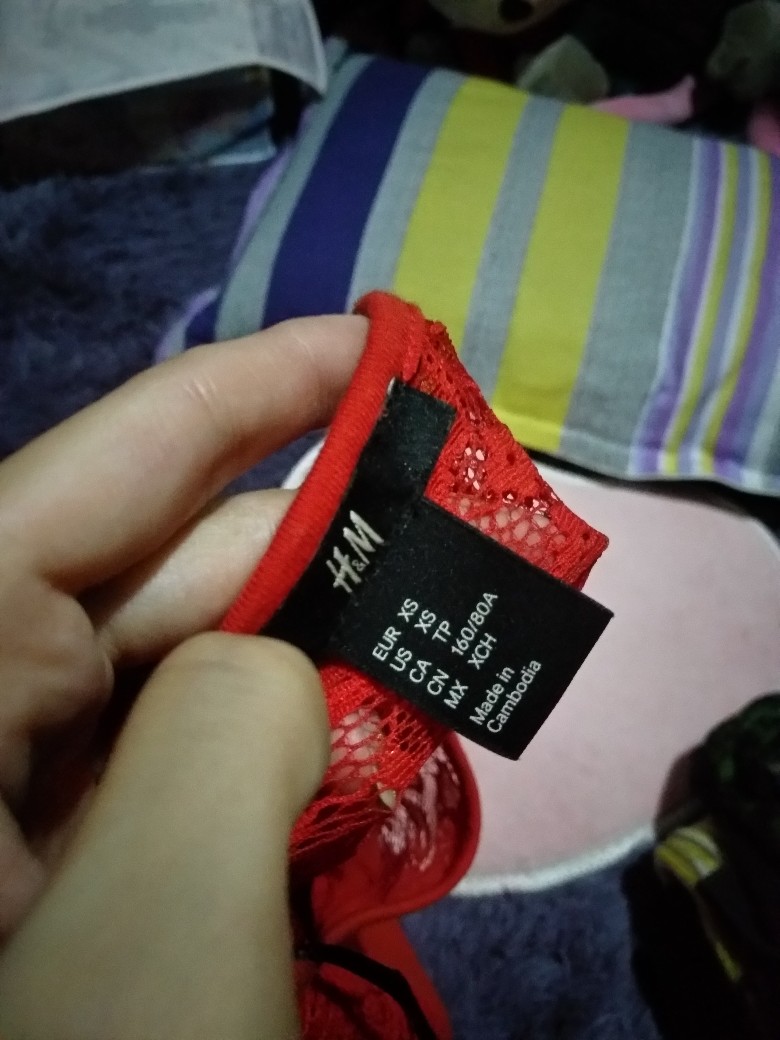 H&M
EUR XS
US XS
CA TP
CN 160/80A
MX XCH
Made in
Cambodia